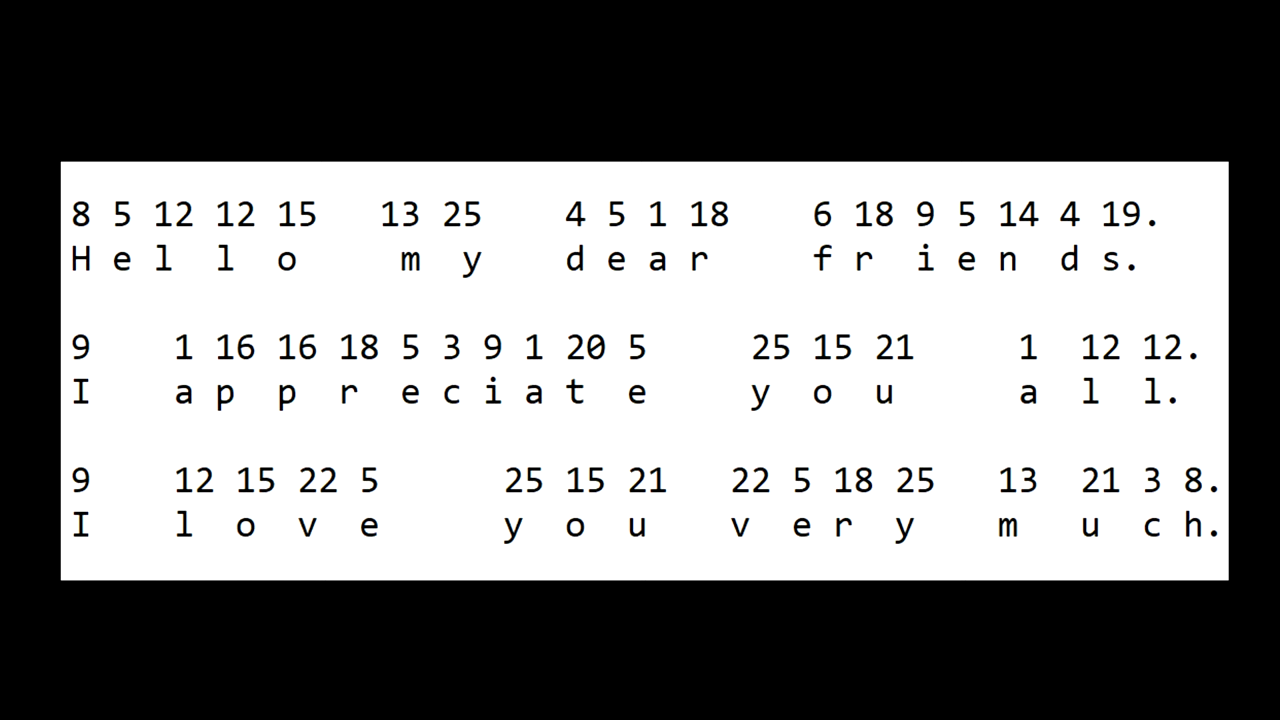 8 5 12 12 15   13 25    4 5 1 18    6 18 9 5 14 4 19.
H e l  l  o     m  y    d e a r     f r  i e n  d s.
9    1 16 16 18 5 3 9 1 20 5     25 15 21     1  12 12.
I    a p  p  r  e c i a t  e     y  o  u      a  l  l.
9    12 15 22 5      25 15 21   22 5 18 25   13  21 3 8.
I    l  o  v  e      y  o  u    v  e r  y    m   u  c h.